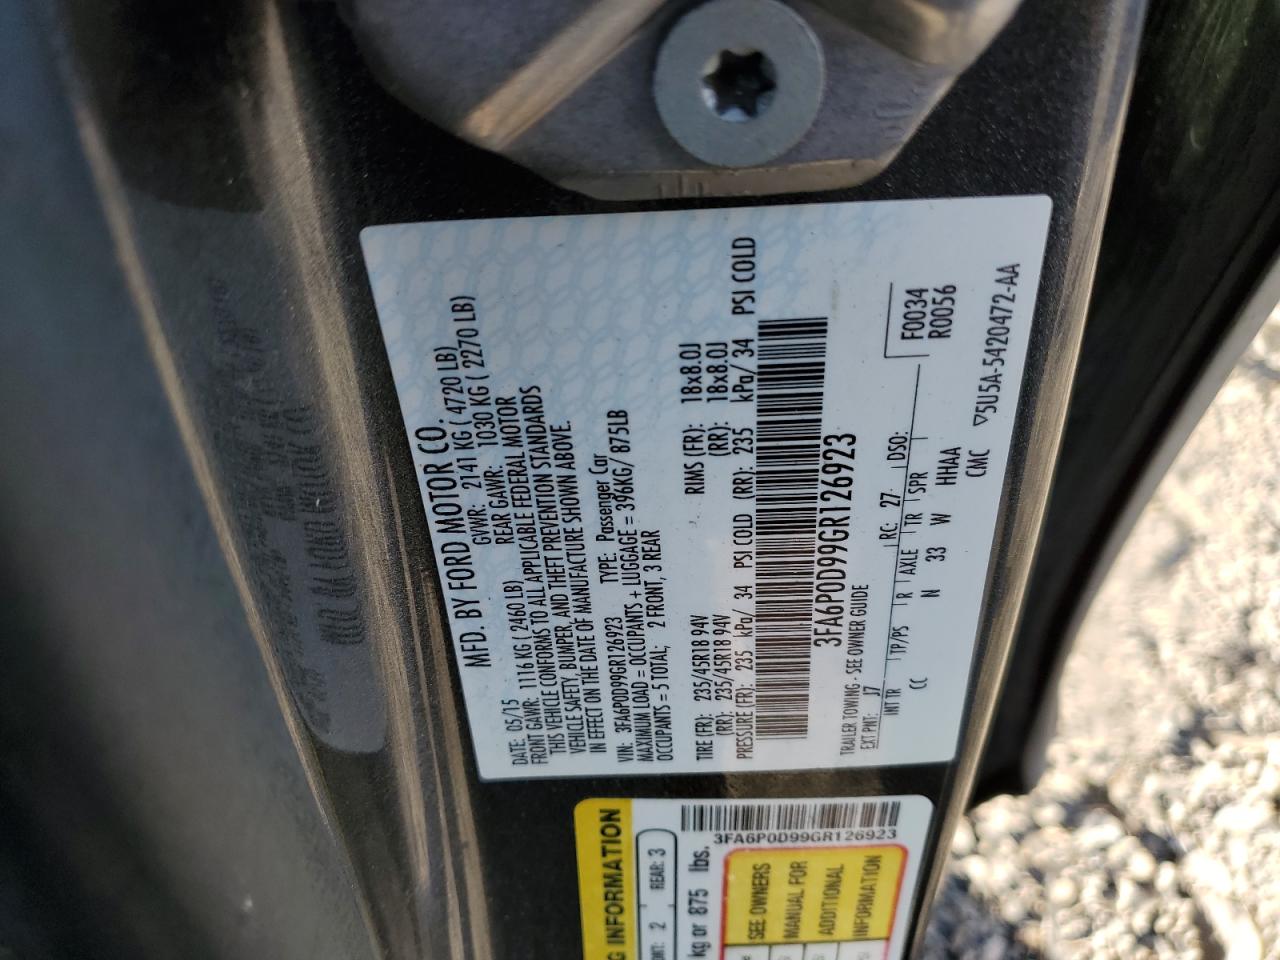 MFD. BY FORD MOTOR CO.
DATE: 05/15 GVWR: 2141 KG ( 4720 LB)
FRONT GAWR: 1116 KG ( 2460 LB) REAR GAWR: 1030 KG ( 2270 LB)
THIS VEHICLE CONFORMS TO ALL APPLICABLE FEDERAL MOTOR
VEHICLE SAFETY, BUMPER, AND THEFT PREVENTION STANDARDS
IN EFFECT ON THE DATE OF MANUFACTURE SHOWN ABOVE.
VIN: 3FA6P0D99GR126923 TYPE: Passenger Car
MAXIMUM LOAD = OCCUPANTS + LUGGAGE = 396KG/ 875LB
OCCUPANTS = 5 TOTAL; 2 FRONT, 3 REAR
TIRE (FR): 235/45R18 94V RIMS (FR): 18x8.0J
(RR): 235/45R18 94V (RR): 18x8.0J
PRESSURE (FR): 235 kPa/ 34 PSI COLD (RR): 235 kPa/ 34 PSI COLD
3FA6P0D99GR126923
TRAILER TOWING - SEE OWNER GUIDE
EXT PNT: J7 RC: 27 DSO: F0034
R0056
INT TR TP/PS R AXLE TR SPR
CC N 33 W HHAA
CMC ▽5U5A-5420472-AA
INFORMATION
2 REAR: 3
kg or 875 lbs.
3FA6P0D99GR126923
SEE OWNERS
MANUAL FOR
ADDITIONAL
INFORMATION